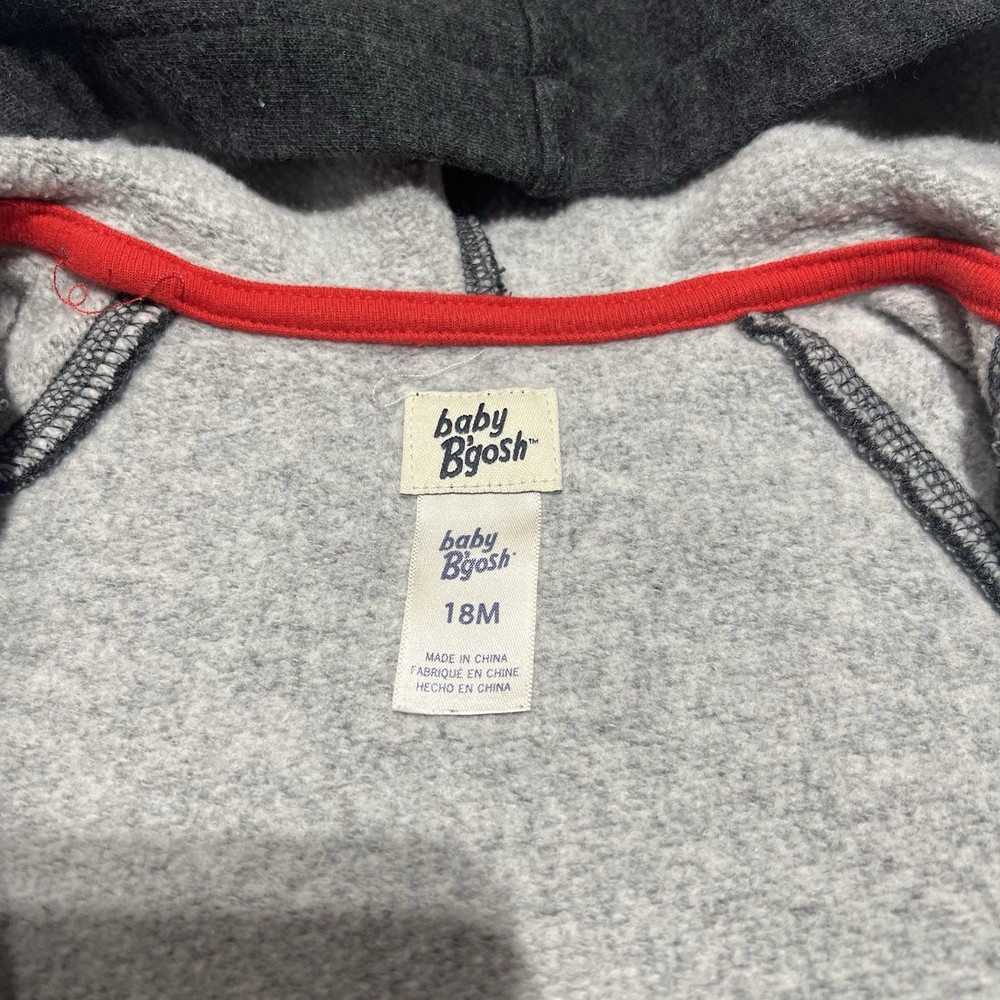 baby
B'gosh™
baby
B'gosh
18M
MADE IN CHINA
FABRIQUÉ EN CHINE
HECHO EN CHINA